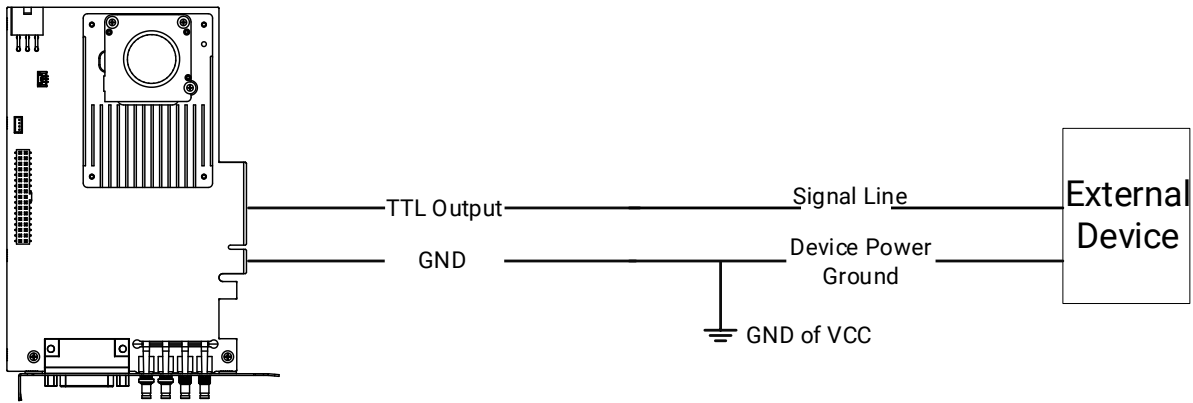 TTL Output
Signal Line
External
Device
GND
Device Power
Ground
GND of VCC